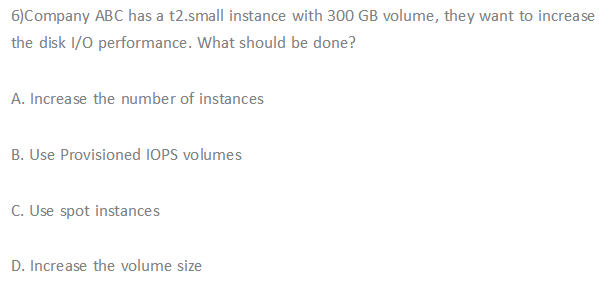 6)Company ABC has a t2.small instance with 300 GB volume, they want to increase
the disk I/O performance. What should be done?
A. Increase the number of instances
B. Use Provisioned IOPS volumes
C. Use spot instances
D. Increase the volume size